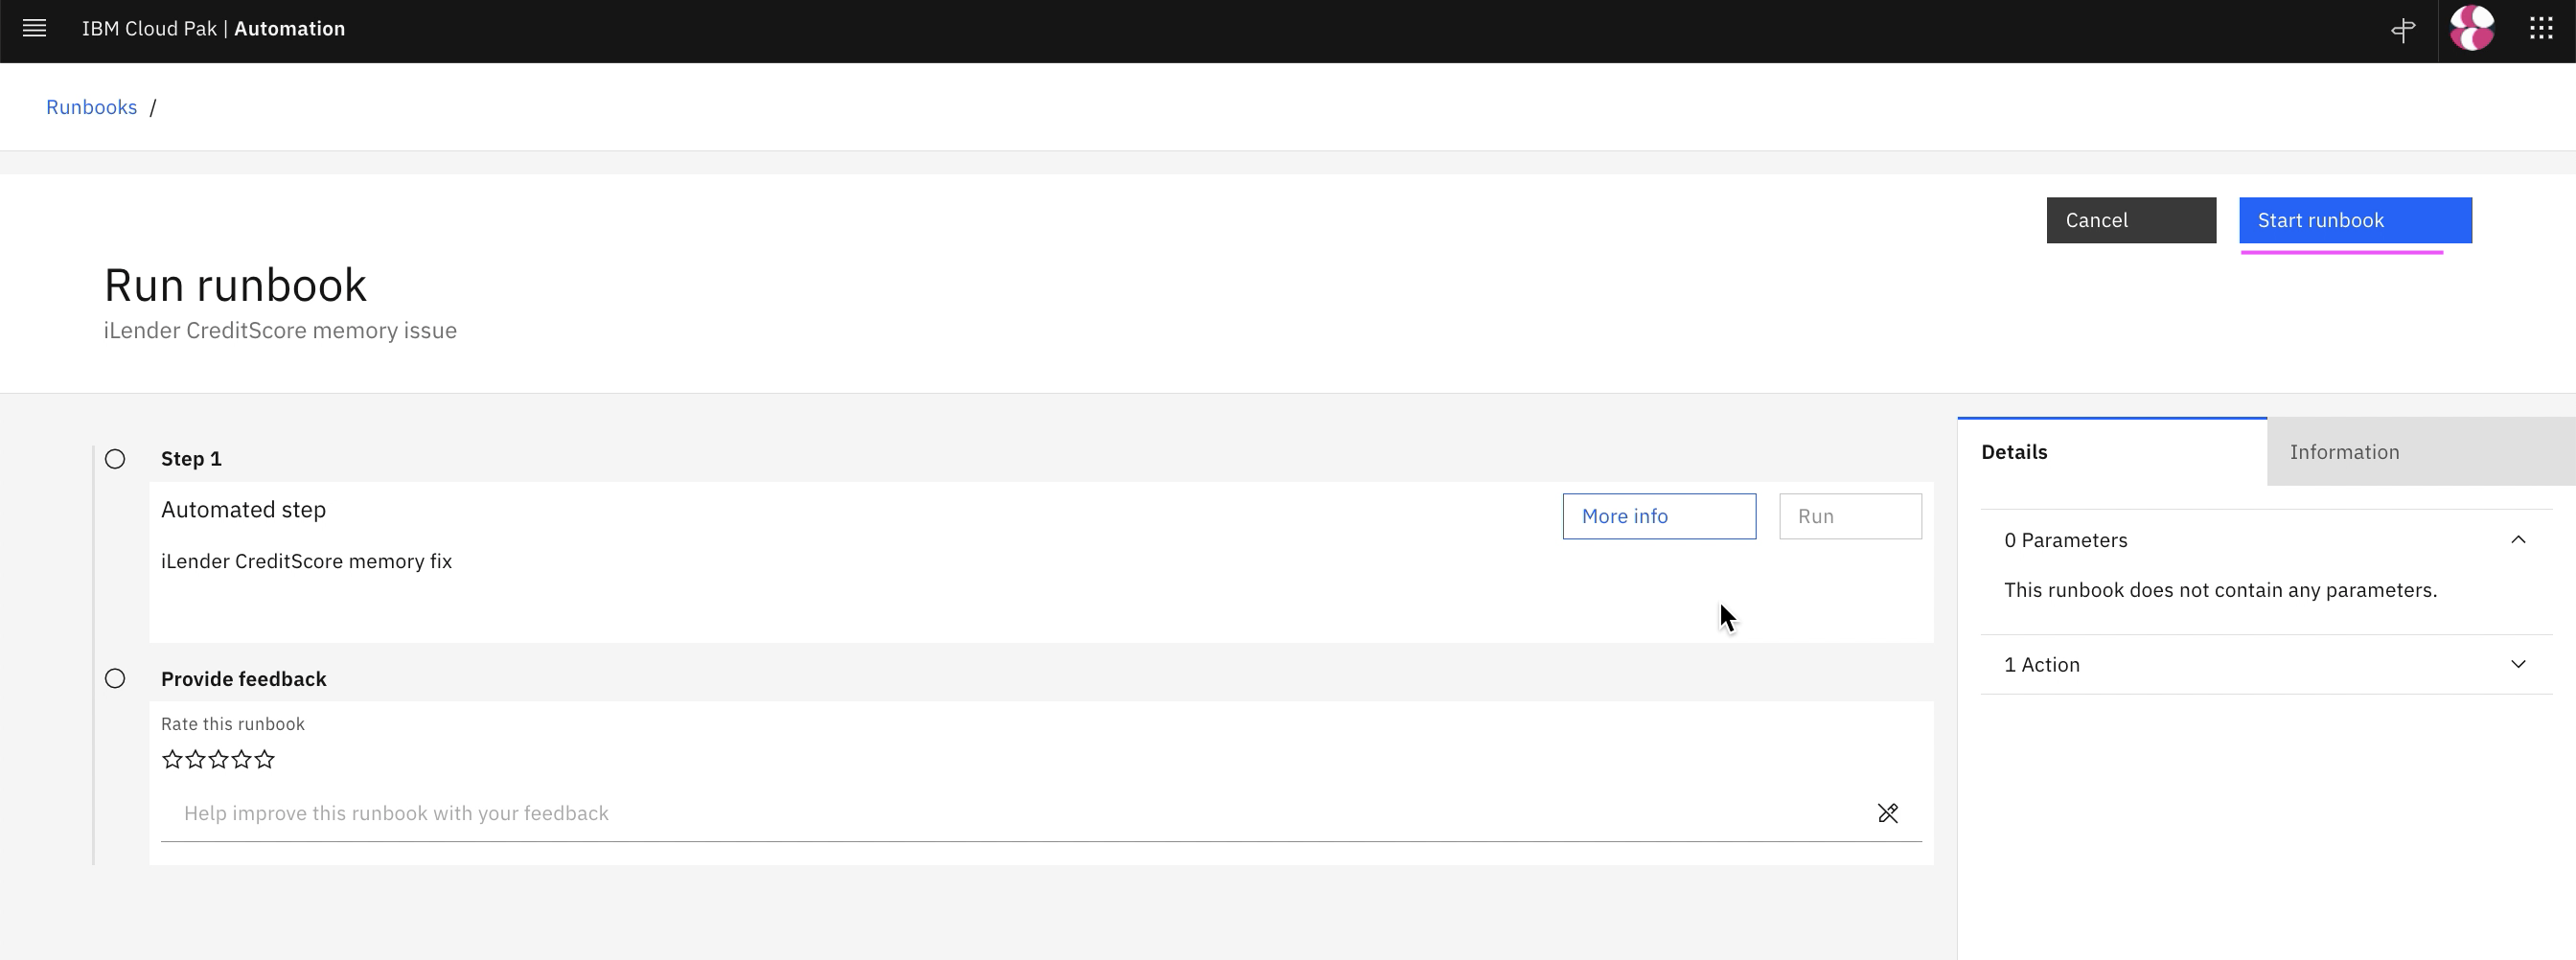 IBM Cloud Pak | Automation
Runbooks /
Cancel
Start runbook
Run runbook
iLender CreditScore memory issue
Step 1
Automated step
More info
Run
iLender CreditScore memory fix
Provide feedback
Rate this runbook
Help improve this runbook with your feedback
Details
Information
0 Parameters
This runbook does not contain any parameters.
1 Action